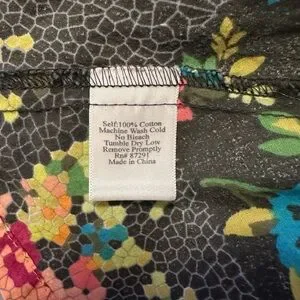 Self:100% Cotton
Machine Wash Cold
No Bleach
Tumble Dry Low
Remove Promptly
Rn# 87291
Made in China